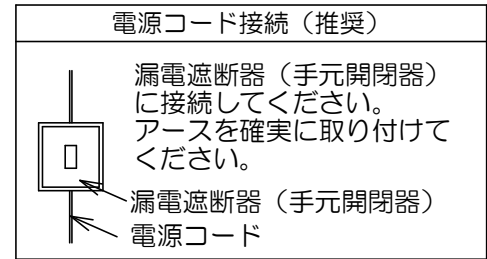 電源コード接続（推奨）
漏電遮断器（手元開閉器）
に接続してください。
アースを確実に取り付けて
ください。
漏電遮断器（手元開閉器）
電源コード